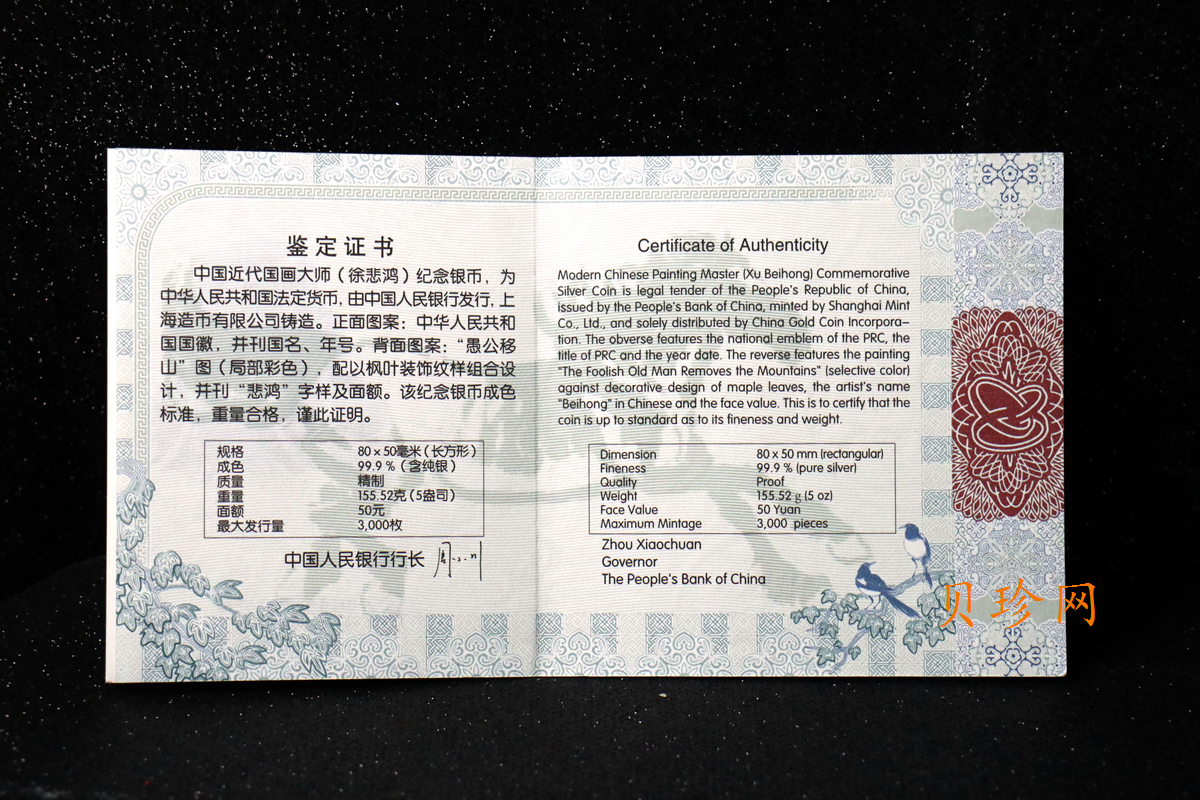 鉴定证书
中国近代国画大师（徐悲鸿）纪念银币，为
中华人民共和国法定货币，由中国人民银行发行，上
海造币有限公司铸造。正面图案：中华人民共和
国国徽，并刊国名、年号。背面图案：“愚公移
山”图（局部彩色），配以枫叶装饰纹样组合设
计，并刊“悲鸿”字样及面额。该纪念银币成色
标准，重量合格，谨此证明。
规格 80×50毫米（长方形）
成色 99.9％（含纯银）
质量 精制
重量 155.52克（5盎司）
面额 50元
最大发行量 3,000枚
中国人民银行行长
Certificate of Authenticity
Modern Chinese Painting Master (Xu Beihong) Commemorative
Silver Coin is legal tender of the People's Republic of China,
issued by the People's Bank of China, minted by Shanghai Mint
Co., Ltd., and solely distributed by China Gold Coin Incorpora-
tion. The obverse features the national emblem of the PRC, the
title of PRC and the year date. The reverse features the painting
"The Foolish Old Man Removes the Mountains" (selective color)
against decorative design of maple leaves, the artist's name
"Beihong" in Chinese and the face value. This is to certify that the
coin is up to standard as to its fineness and weight.
Dimension 80 x 50 mm (rectangular)
Fineness 99.9 % (pure silver)
Quality Proof
Weight 155.52 g (5 oz)
Face Value 50 Yuan
Maximum Mintage 3,000 pieces
Zhou Xiaochuan
Governor
The People's Bank of China
贝珍网